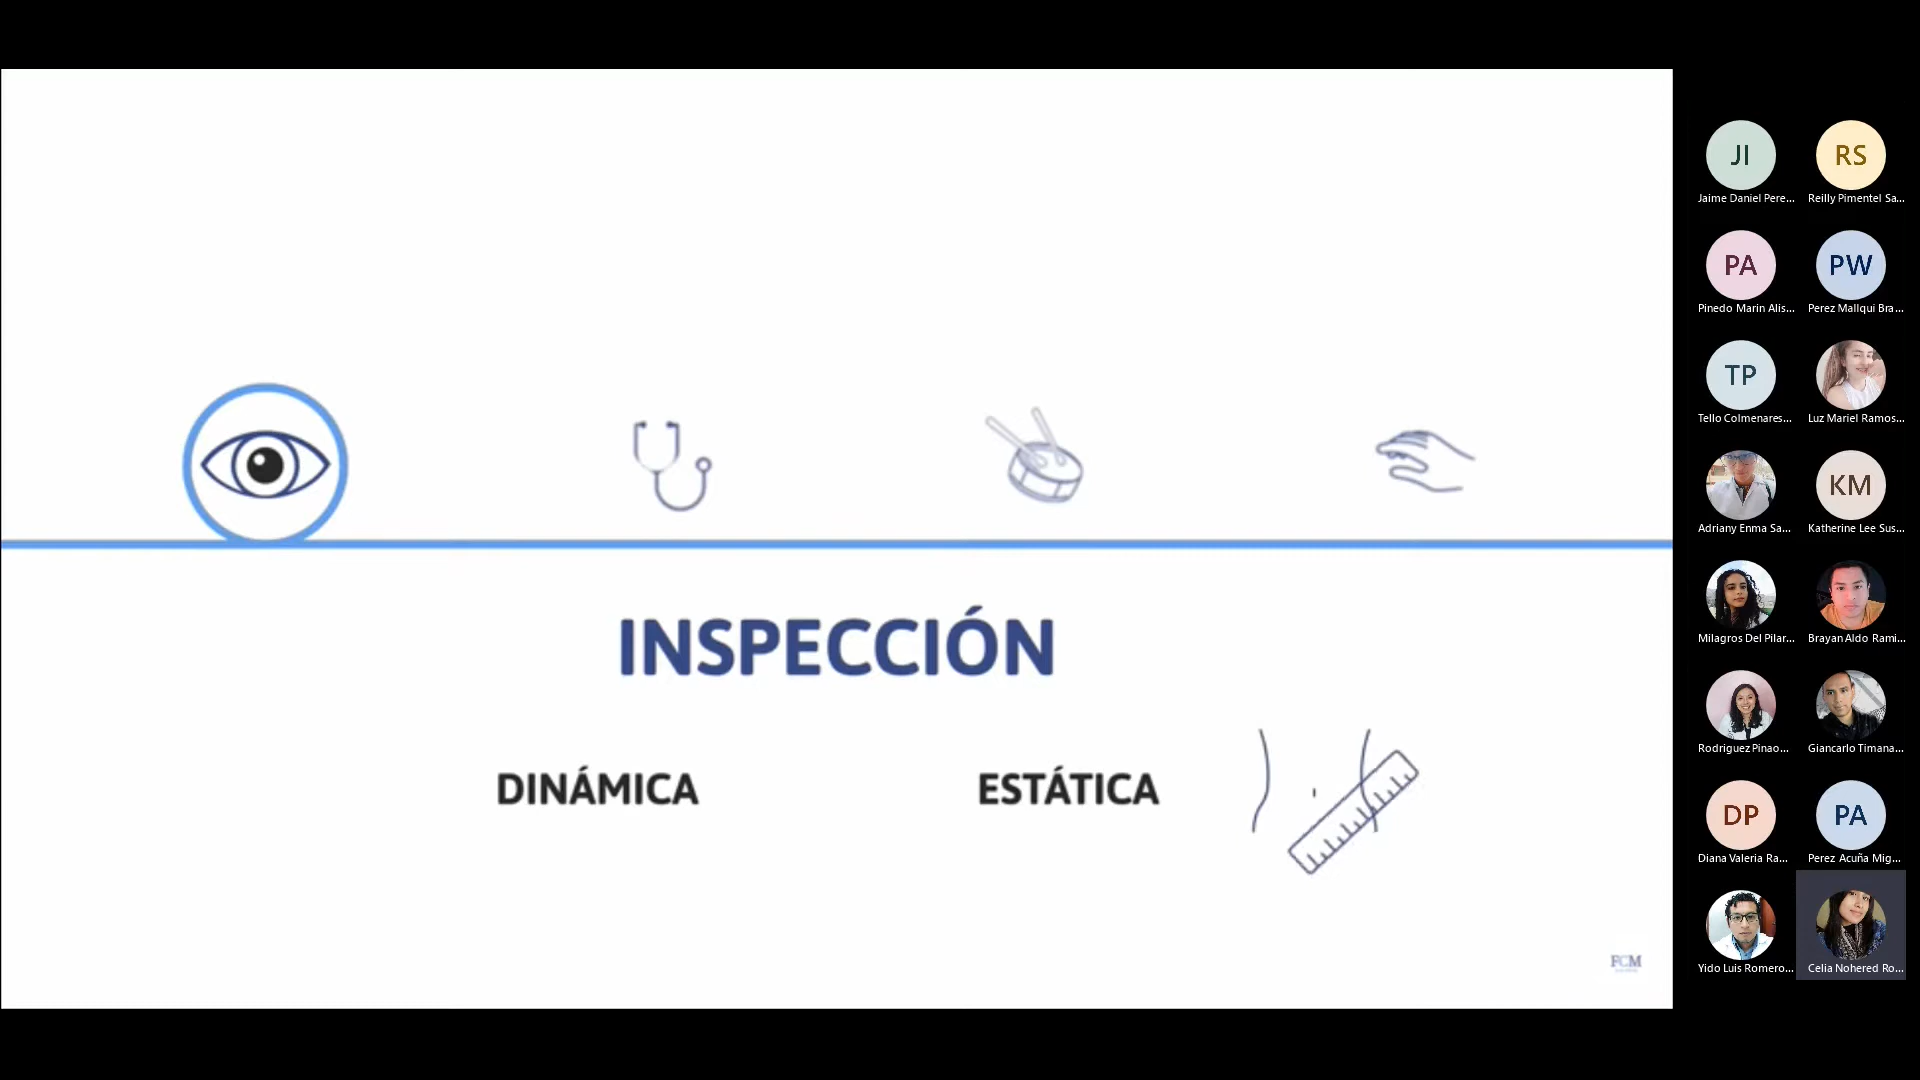 INSPECCIÓN
DINÁMICA
ESTÁTICA
FCM
JI
RS
Jaime Daniel Pere...
Reilly Pimentel Sa...
PA
PW
Pinedo Marin Alis...
Perez Mallqui Bra...
TP
Tello Colmenares...
Luz Mariel Ramos...
KM
Adriany Enma Sa...
Katherine Lee Sus...
Milagros Del Pilar...
Brayan Aldo Rami...
Rodriguez Pinao...
Giancarlo Timana...
DP
PA
Diana Valeria Ra...
Perez Acuña Mig...
Yido Luis Romero...
Celia Nohered Ro...